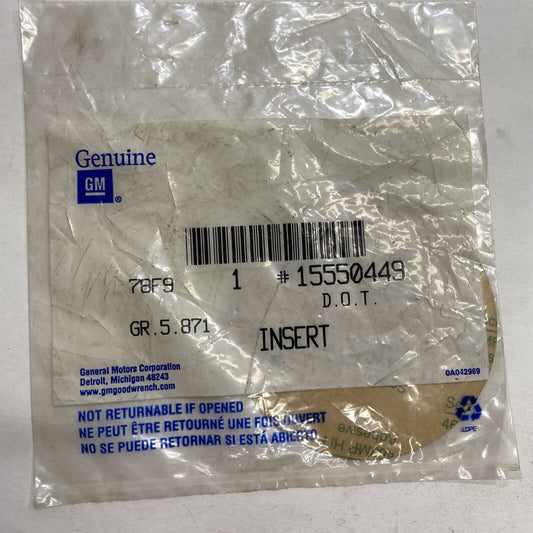 Genuine
GM ®
78F9 1 #15550449
D.O.T.
GR.5.871 INSERT
General Motors Corporation
Detroit, Michigan 48243
www.gmgoodwrench.com
0A042969
NOT RETURNABLE IF OPENED
NE PEUT ÊTRE RETOURNÉ UNE FOIS OUVERT
NO SE PUEDE RETORNAR SI ESTÁ ABIERTO
LDPE
Adhesive